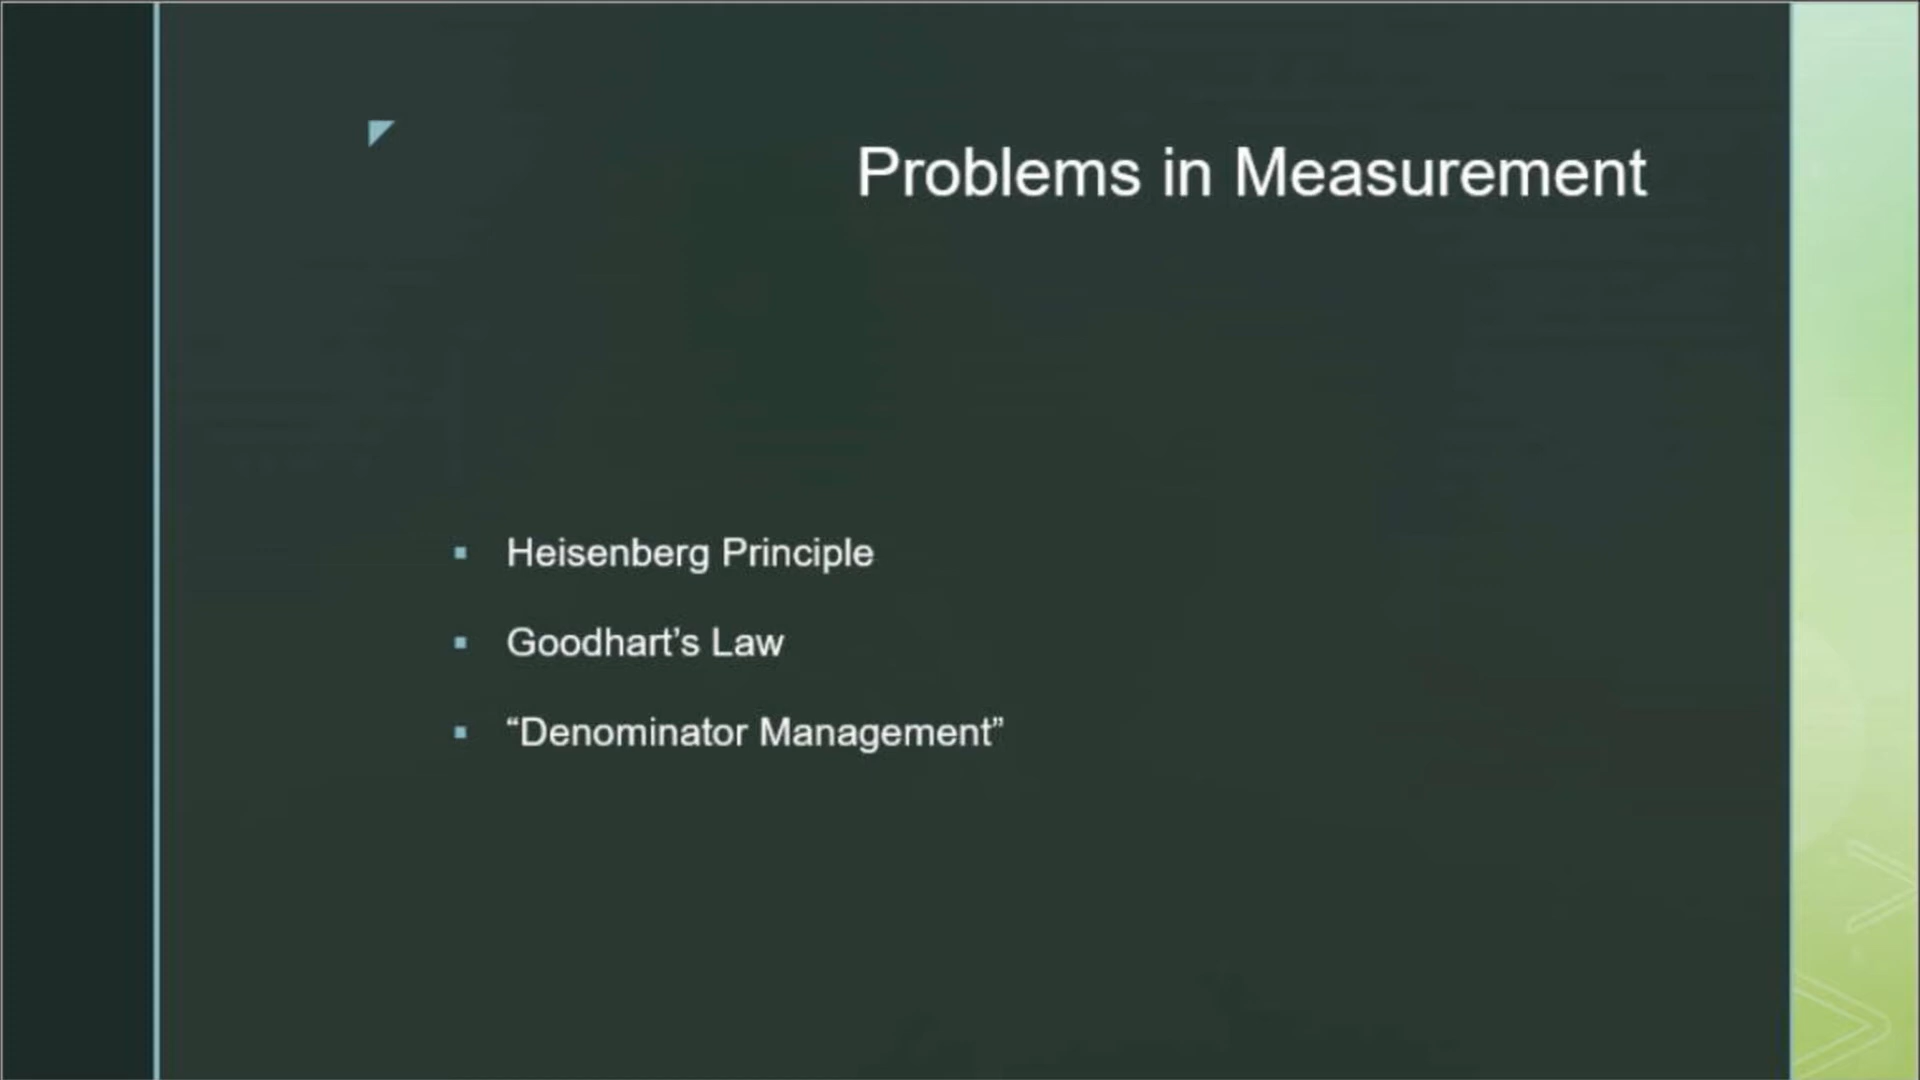 Problems in Measurement
Heisenberg Principle
Goodhart’s Law
“Denominator Management”